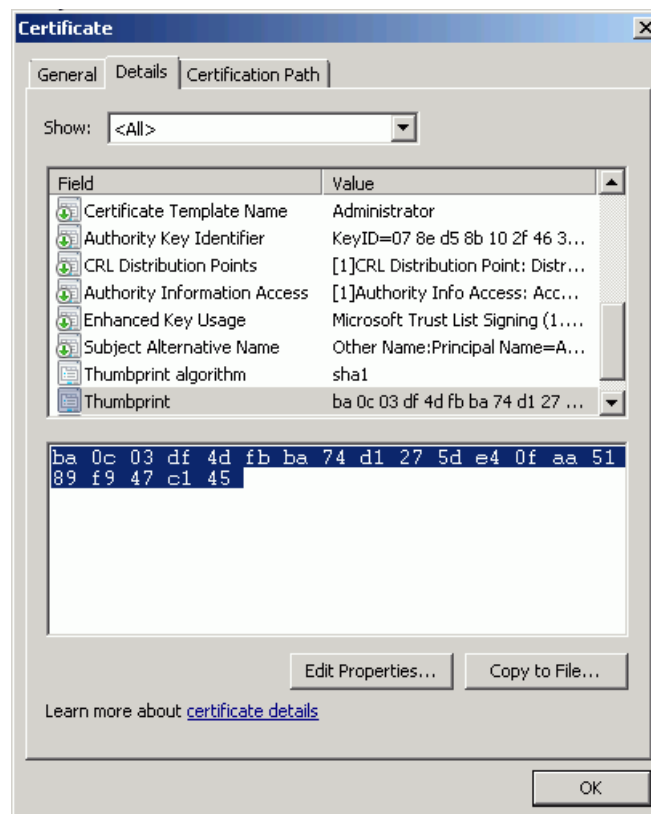 Certificate
General Details Certification Path
Show: <All>
Field Value
Certificate Template Name Administrator
Authority Key Identifier KeyID=07 8e d5 8b 10 2f 46 3...
CRL Distribution Points [1]CRL Distribution Point: Distr...
Authority Information Access [1]Authority Info Access: Acc...
Enhanced Key Usage Microsoft Trust List Signing (1....
Subject Alternative Name Other Name:Principal Name=A...
Thumbprint algorithm sha1
Thumbprint ba 0c 03 df 4d fb ba 74 d1 27 ...
ba 0c 03 df 4d fb ba 74 d1 27 5d e4 0f aa 51
89 f9 47 c1 45
Edit Properties... Copy to File...
Learn more about certificate details
OK